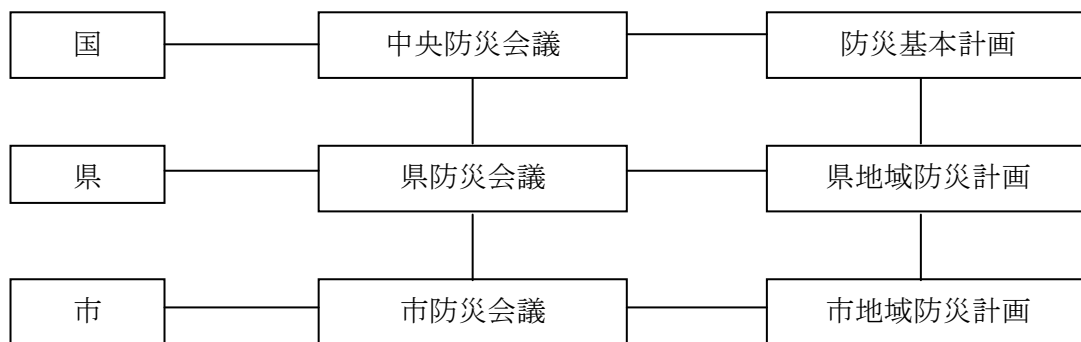 国 中央防災会議 防災基本計画
県 県防災会議 県地域防災計画
市 市防災会議 市地域防災計画